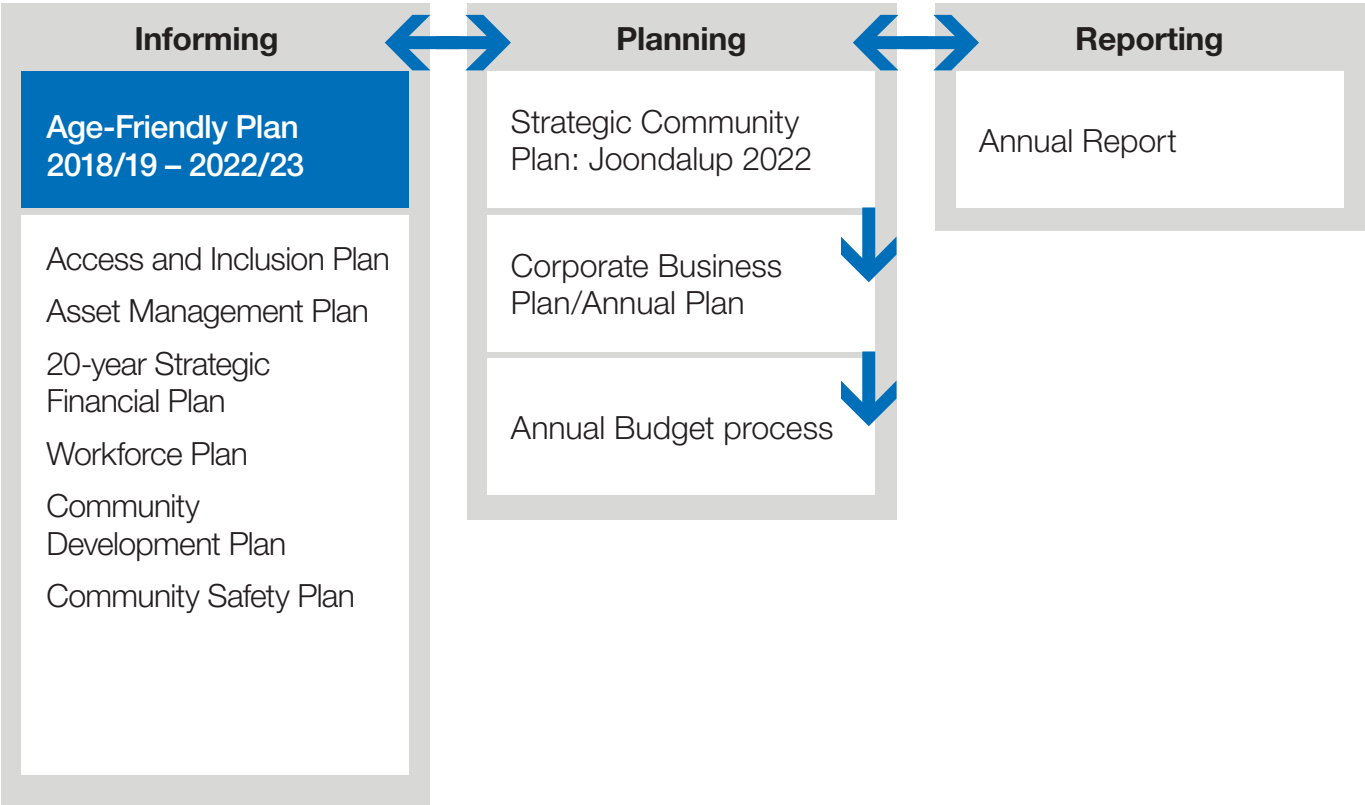 Informing
Age-Friendly Plan
2018/19 – 2022/23
Access and Inclusion Plan
Asset Management Plan
20-year Strategic
Financial Plan
Workforce Plan
Community
Development Plan
Community Safety Plan
Planning
Strategic Community
Plan: Joondalup 2022
Corporate Business
Plan/Annual Plan
Annual Budget process
Reporting
Annual Report